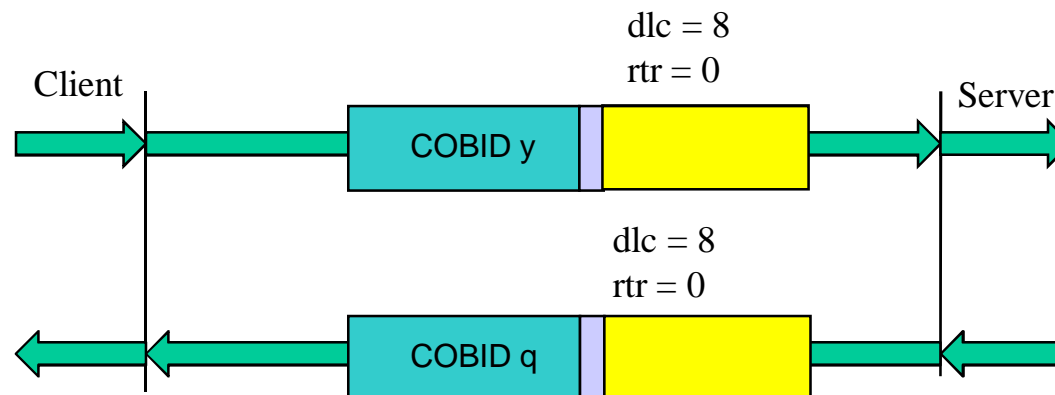 dlc = 8
rtr = 0
Client
Server
COBID y
dlc = 8
rtr = 0
COBID q